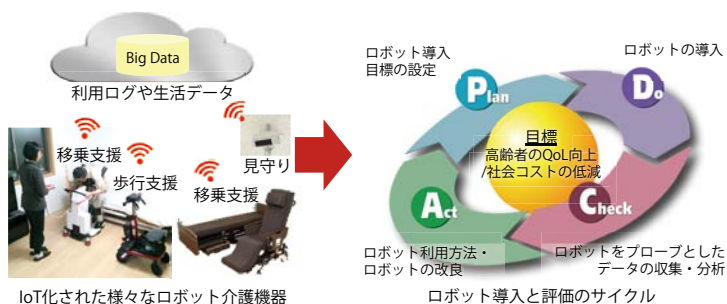 Big Data
利用ログや生活データ
移乗支援
歩行支援
移乗支援
見守り
IoT化された様々なロボット介護機器
ロボット導入
目標の設定
ロボットの導入
Plan
Do
目標
高齢者のQoL向上
/社会コストの低減
Act
Check
ロボット利用方法・
ロボットの改良
ロボットをプローブとした
データの収集・分析
ロボット導入と評価のサイクル